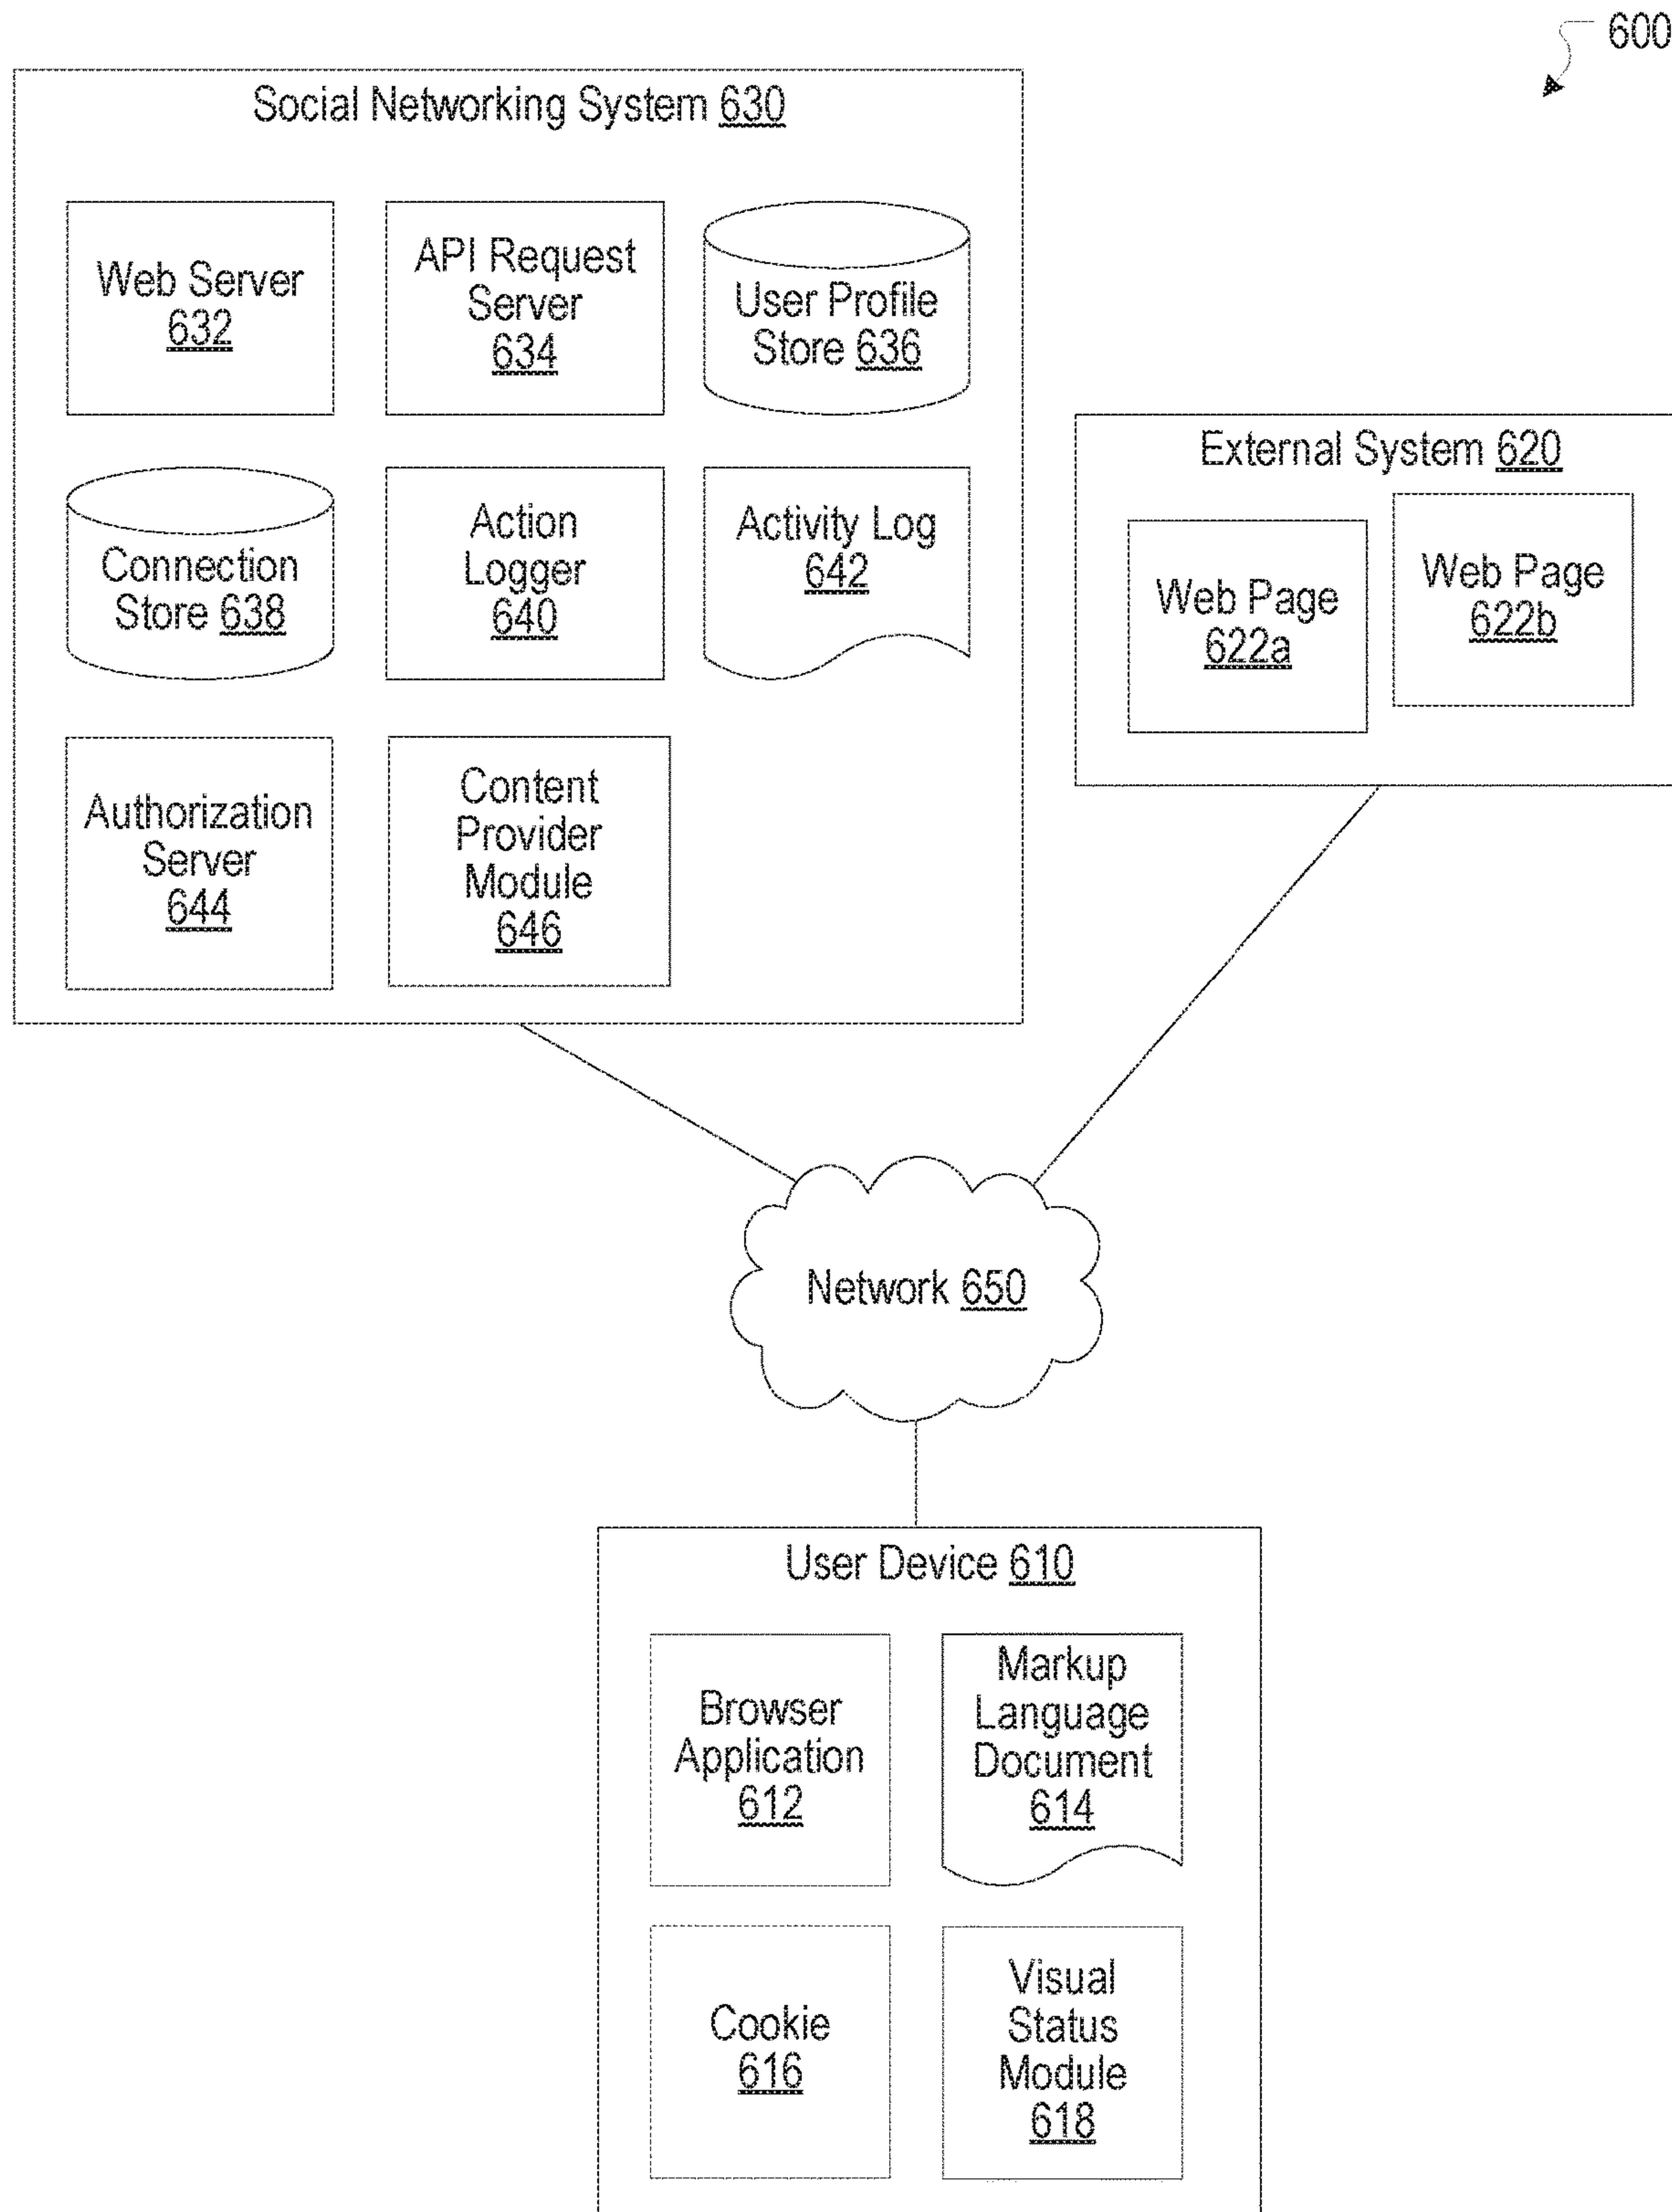 600
Social Networking System 630
Web Server
632
API Request
Server
634
User Profile
Store 636
Connection
Store 638
Action
Logger
640
Activity Log
642
Authorization
Server
644
Content
Provider
Module
646
External System 620
Web Page
622a
Web Page
622b
Network 650
User Device 610
Browser
Application
612
Markup
Language
Document
614
Cookie
616
Visual
Status
Module
618